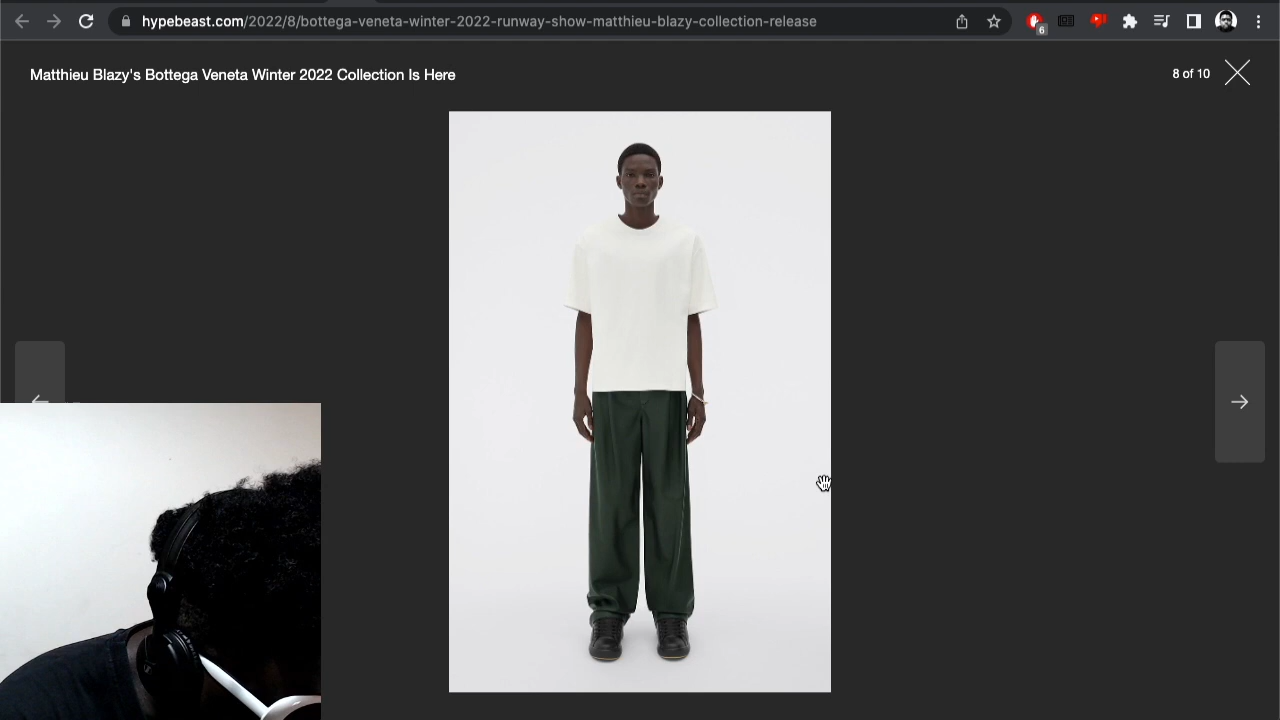 hypebeast.com/2022/8/bottega-veneta-winter-2022-runway-show-matthieu-blazy-collection-release
6
Matthieu Blazy's Bottega Veneta Winter 2022 Collection Is Here
8 of 10